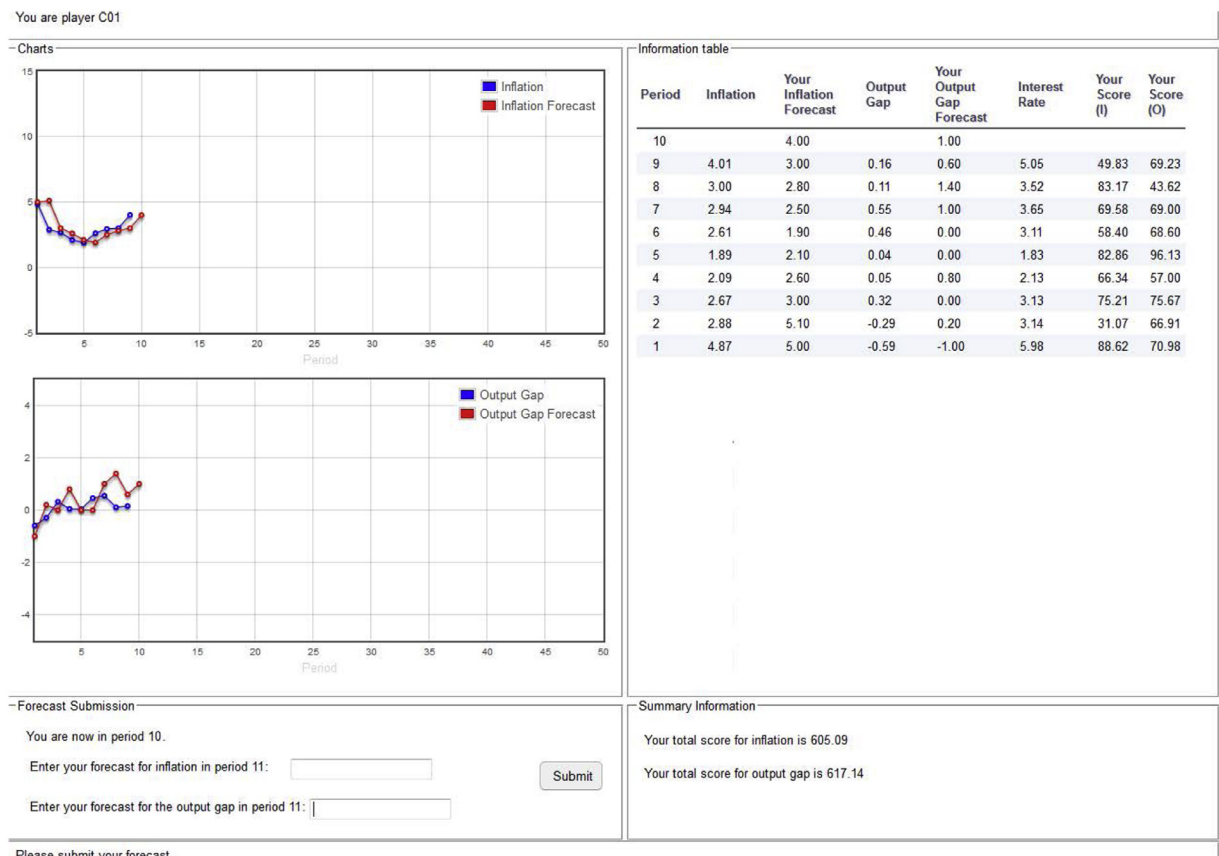 You are player C01
Charts
15
10
5
0
-5
5 10 15 20 25 30 35 40 45 50
Period
Inflation
Inflation Forecast
4
2
0
-2
-4
5 10 15 20 25 30 35 40 45 50
Period
Output Gap
Output Gap Forecast
Information table
Period Inflation Your Inflation Forecast Output Gap Your Output Gap Forecast Interest Rate Your Score (I) Your Score (O)
10 4.00 1.00
9 4.01 3.00 0.16 0.60 5.05 49.83 69.23
8 3.00 2.80 0.11 1.40 3.52 83.17 43.62
7 2.94 2.50 0.55 1.00 3.65 69.58 69.00
6 2.61 1.90 0.46 0.00 3.11 58.40 68.60
5 1.89 2.10 0.04 0.00 1.83 82.86 96.13
4 2.09 2.60 0.05 0.80 2.13 66.34 57.00
3 2.67 3.00 0.32 0.00 3.13 75.21 75.67
2 2.88 5.10 -0.29 0.20 3.14 31.07 66.91
1 4.87 5.00 -0.59 -1.00 5.98 88.62 70.98
Forecast Submission
You are now in period 10.
Enter your forecast for inflation in period 11:
Submit
Enter your forecast for the output gap in period 11:
Summary Information
Your total score for inflation is 605.09
Your total score for output gap is 617.14
Please submit your forecast